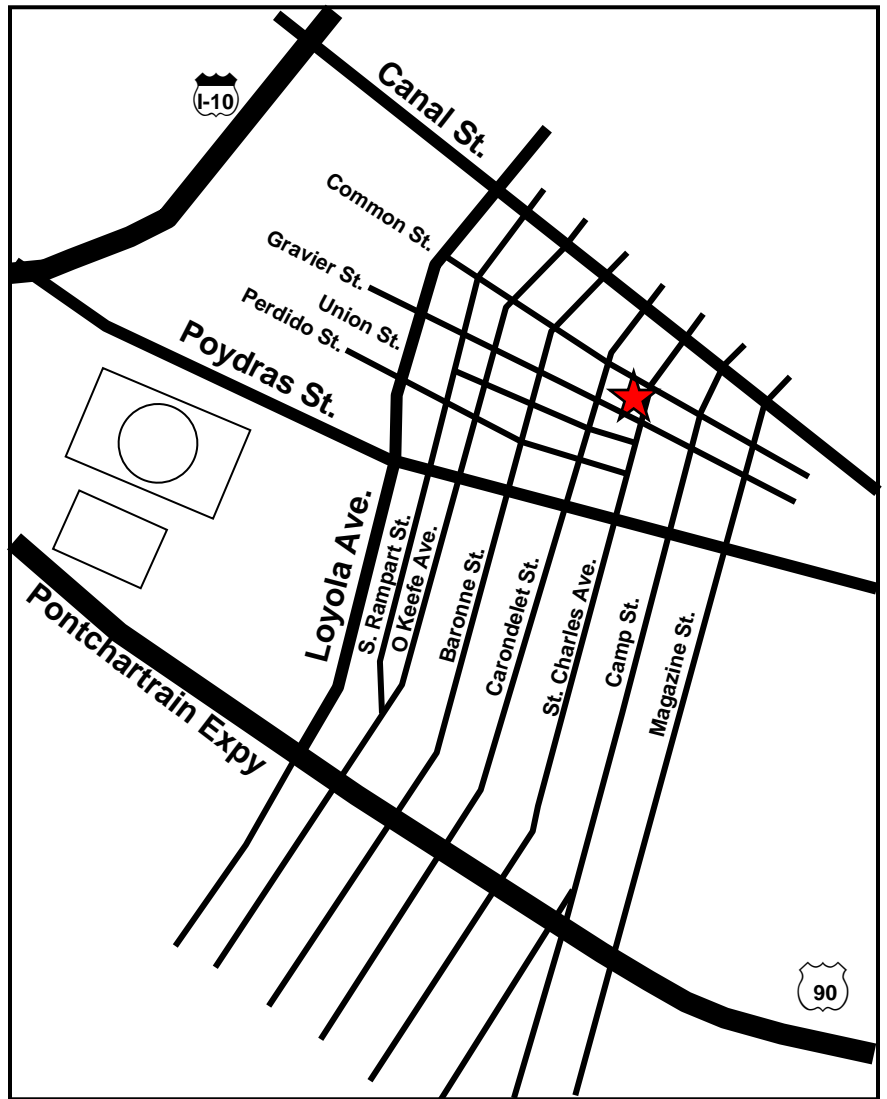 I-10
Canal St.
Common St.
Gravier St.
Union St.
Perdido St.
Poydras St.
Loyola Ave.
S. Rampart St.
O Keefe Ave.
Baronne St.
Carondelet St.
St. Charles Ave.
Camp St.
Magazine St.
Pontchartrain Expy
90